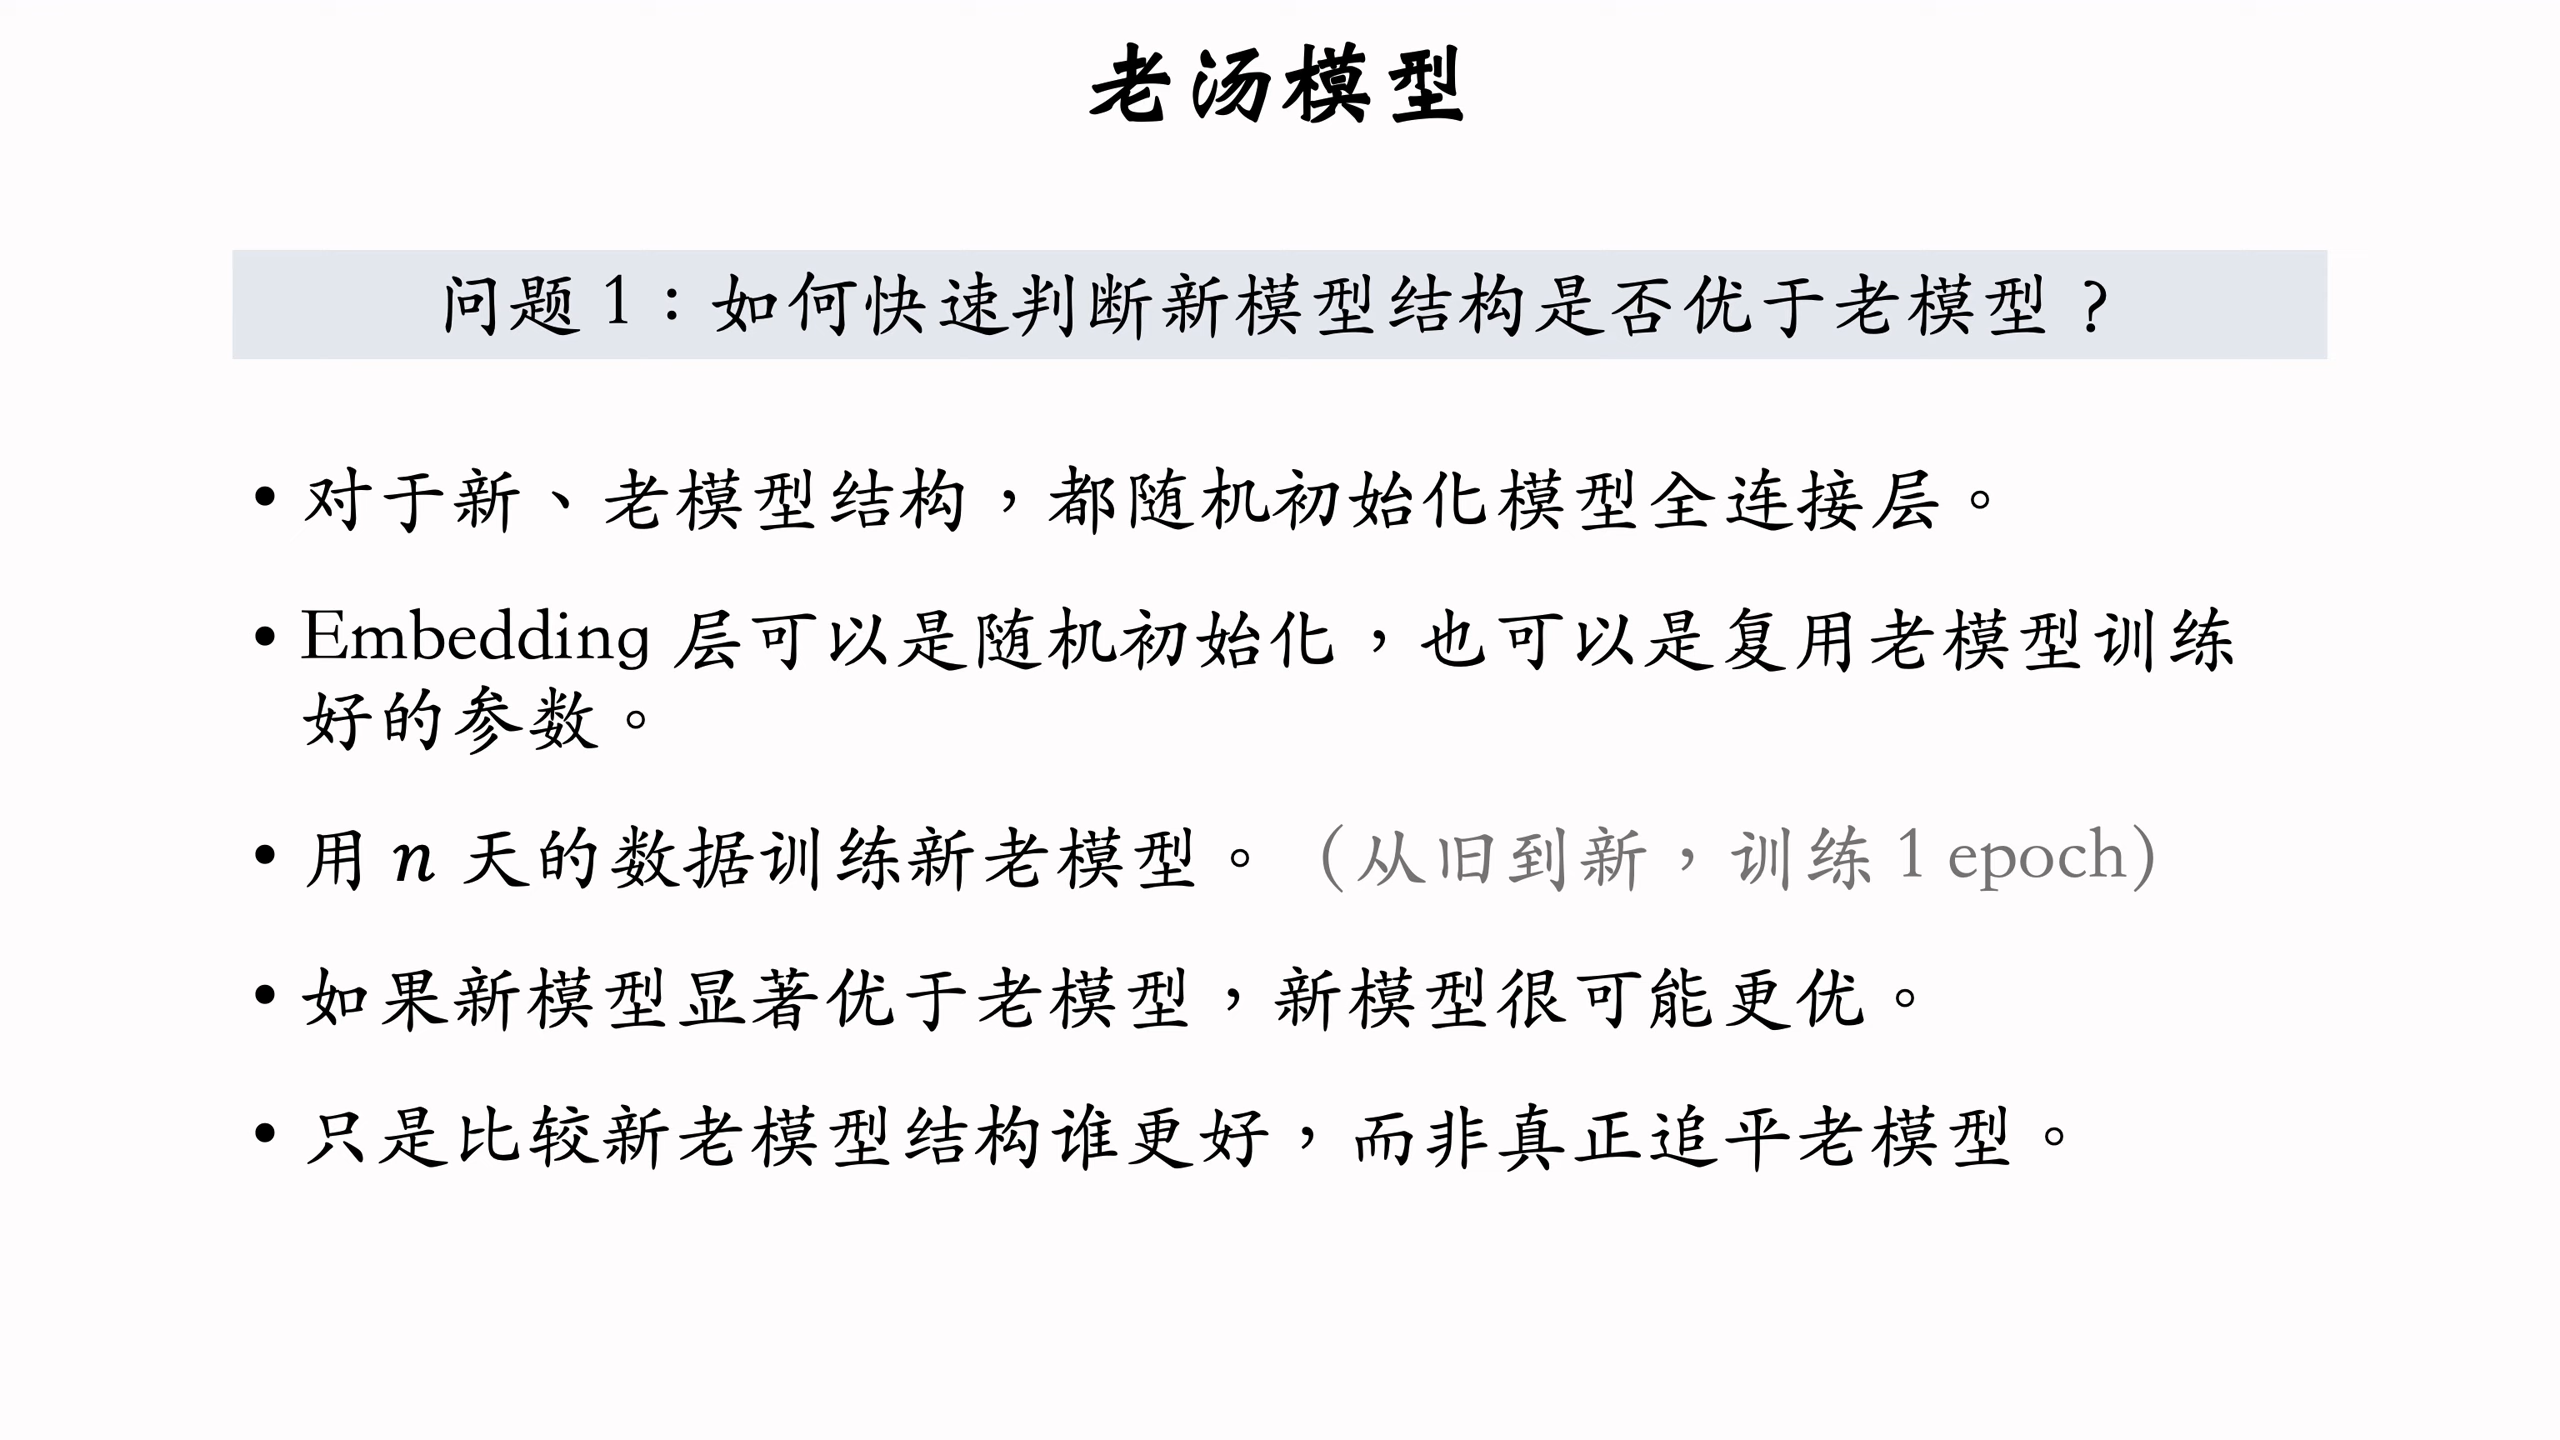 老汤模型
问题 1：如何快速判断新模型结构是否优于老模型？
• 对于新、老模型结构，都随机初始化模型全连接层。
• Embedding 层可以是随机初始化，也可以是复用老模型训练
好的参数。
• 用 n 天的数据训练新老模型。（从旧到新，训练 1 epoch）
• 如果新模型显著优于老模型，新模型很可能更优。
• 只是比较新老模型结构谁更好，而非真正追平老模型。